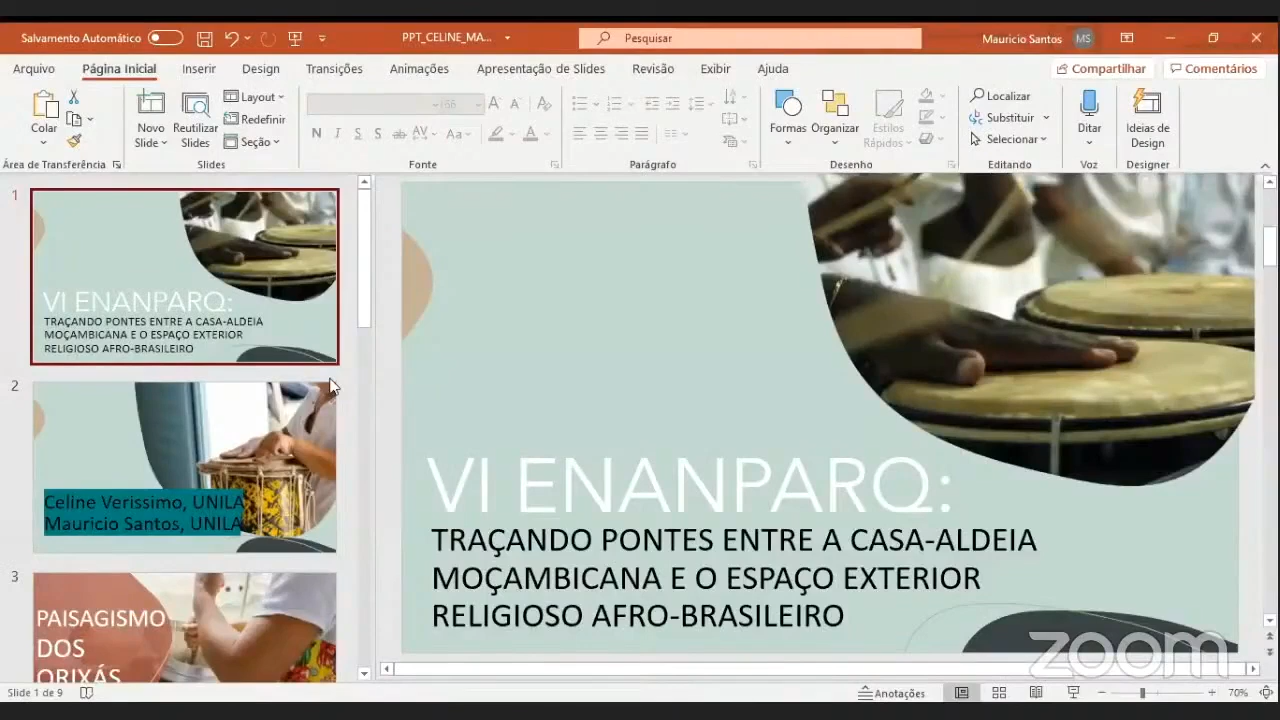 Salvamento Automático
PPT_CELINE_MA...
Pesquisar
Mauricio Santos
MS
Arquivo
Página Inicial
Inserir
Design
Transições
Animações
Apresentação de Slides
Revisão
Exibir
Ajuda
Compartilhar
Comentários
Colar
Novo
Slide
Reutilizar
Slides
Layout
Redefinir
Seção
N I S S ab AV Aa A
Formas
Organizar
Estilos
Rápidos
Localizar
Substituir
Selecionar
Ditar
Ideias de
Design
Área de Transferência
Slides
Fonte
Parágrafo
Desenho
Editando
Voz
Designer
1
VI ENANPARQ:
TRAÇANDO PONTES ENTRE A CASA-ALDEIA
MOÇAMBICANA E O ESPAÇO EXTERIOR
RELIGIOSO AFRO-BRASILEIRO
2
Celine Verissimo, UNILA
Mauricio Santos, UNILA
3
PAISAGISMO
DOS
ORIXÁS
VI ENANPARQ:
TRAÇANDO PONTES ENTRE A CASA-ALDEIA
MOÇAMBICANA E O ESPAÇO EXTERIOR
RELIGIOSO AFRO-BRASILEIRO
zoom
Slide 1 de 9
Anotações
70%